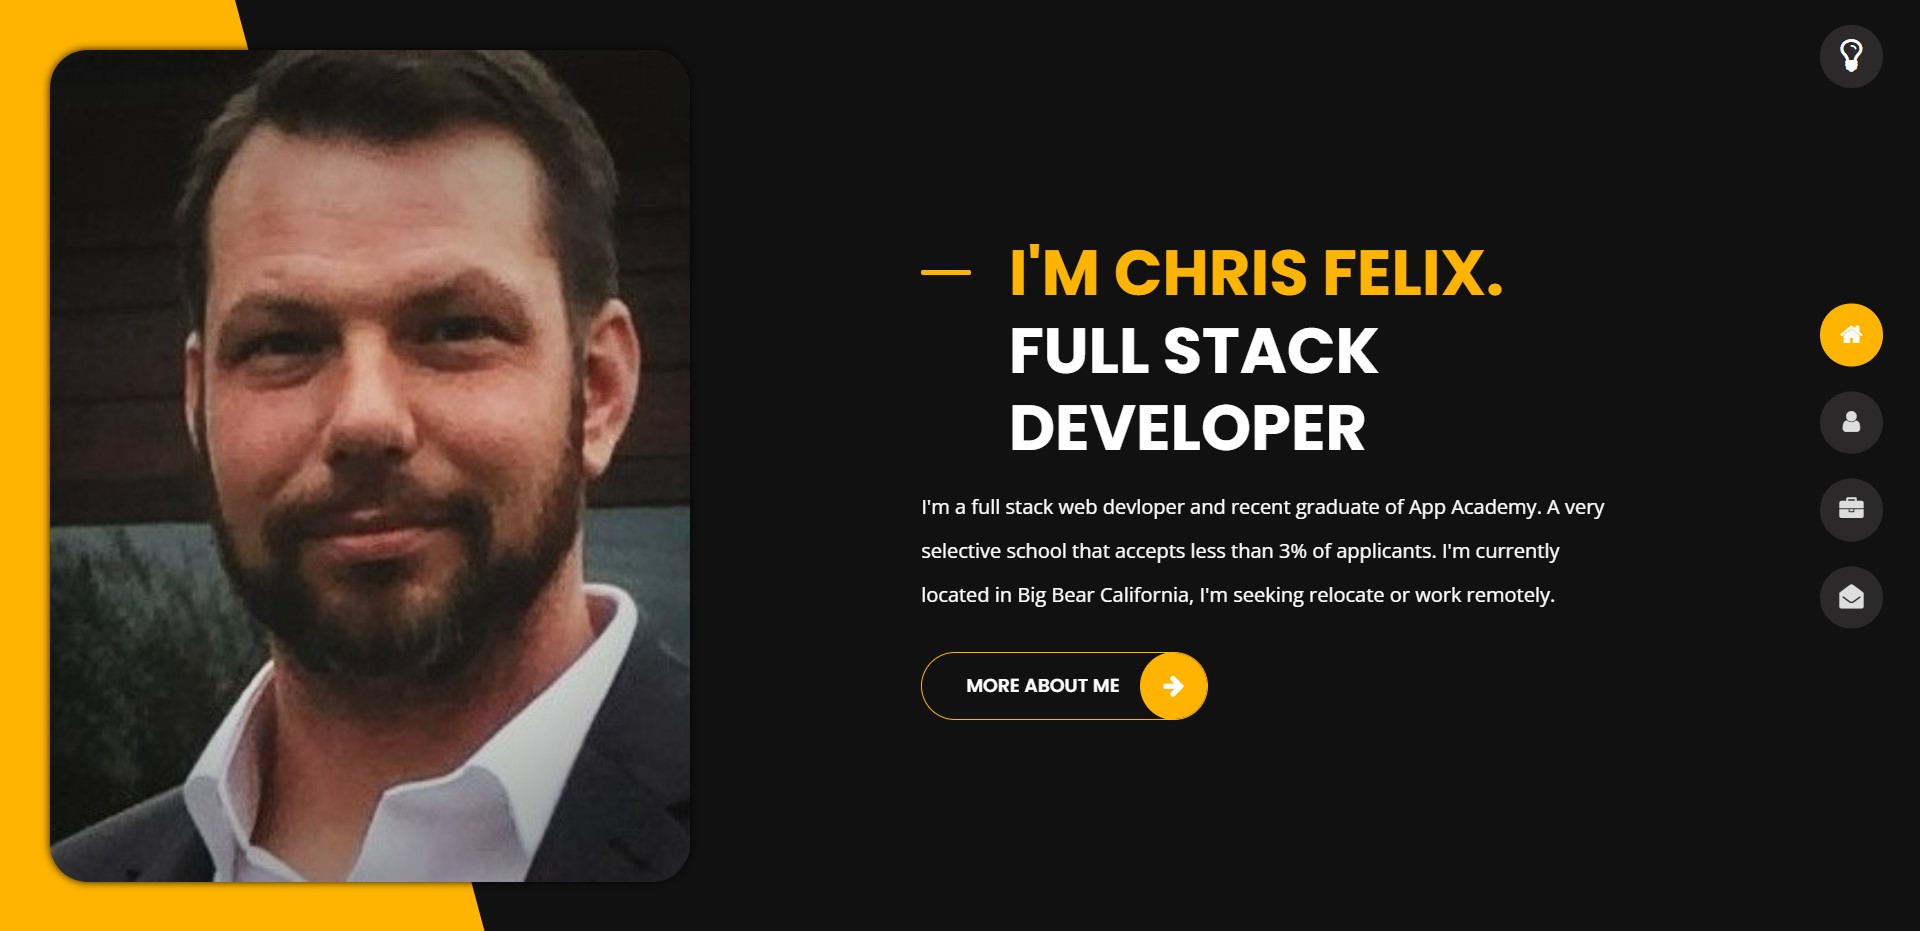 I'M CHRIS FELIX.
FULL STACK
DEVELOPER
I'm a full stack web devloper and recent graduate of App Academy. A very
selective school that accepts less than 3% of applicants. I'm currently
located in Big Bear California, I'm seeking relocate or work remotely.
MORE ABOUT ME